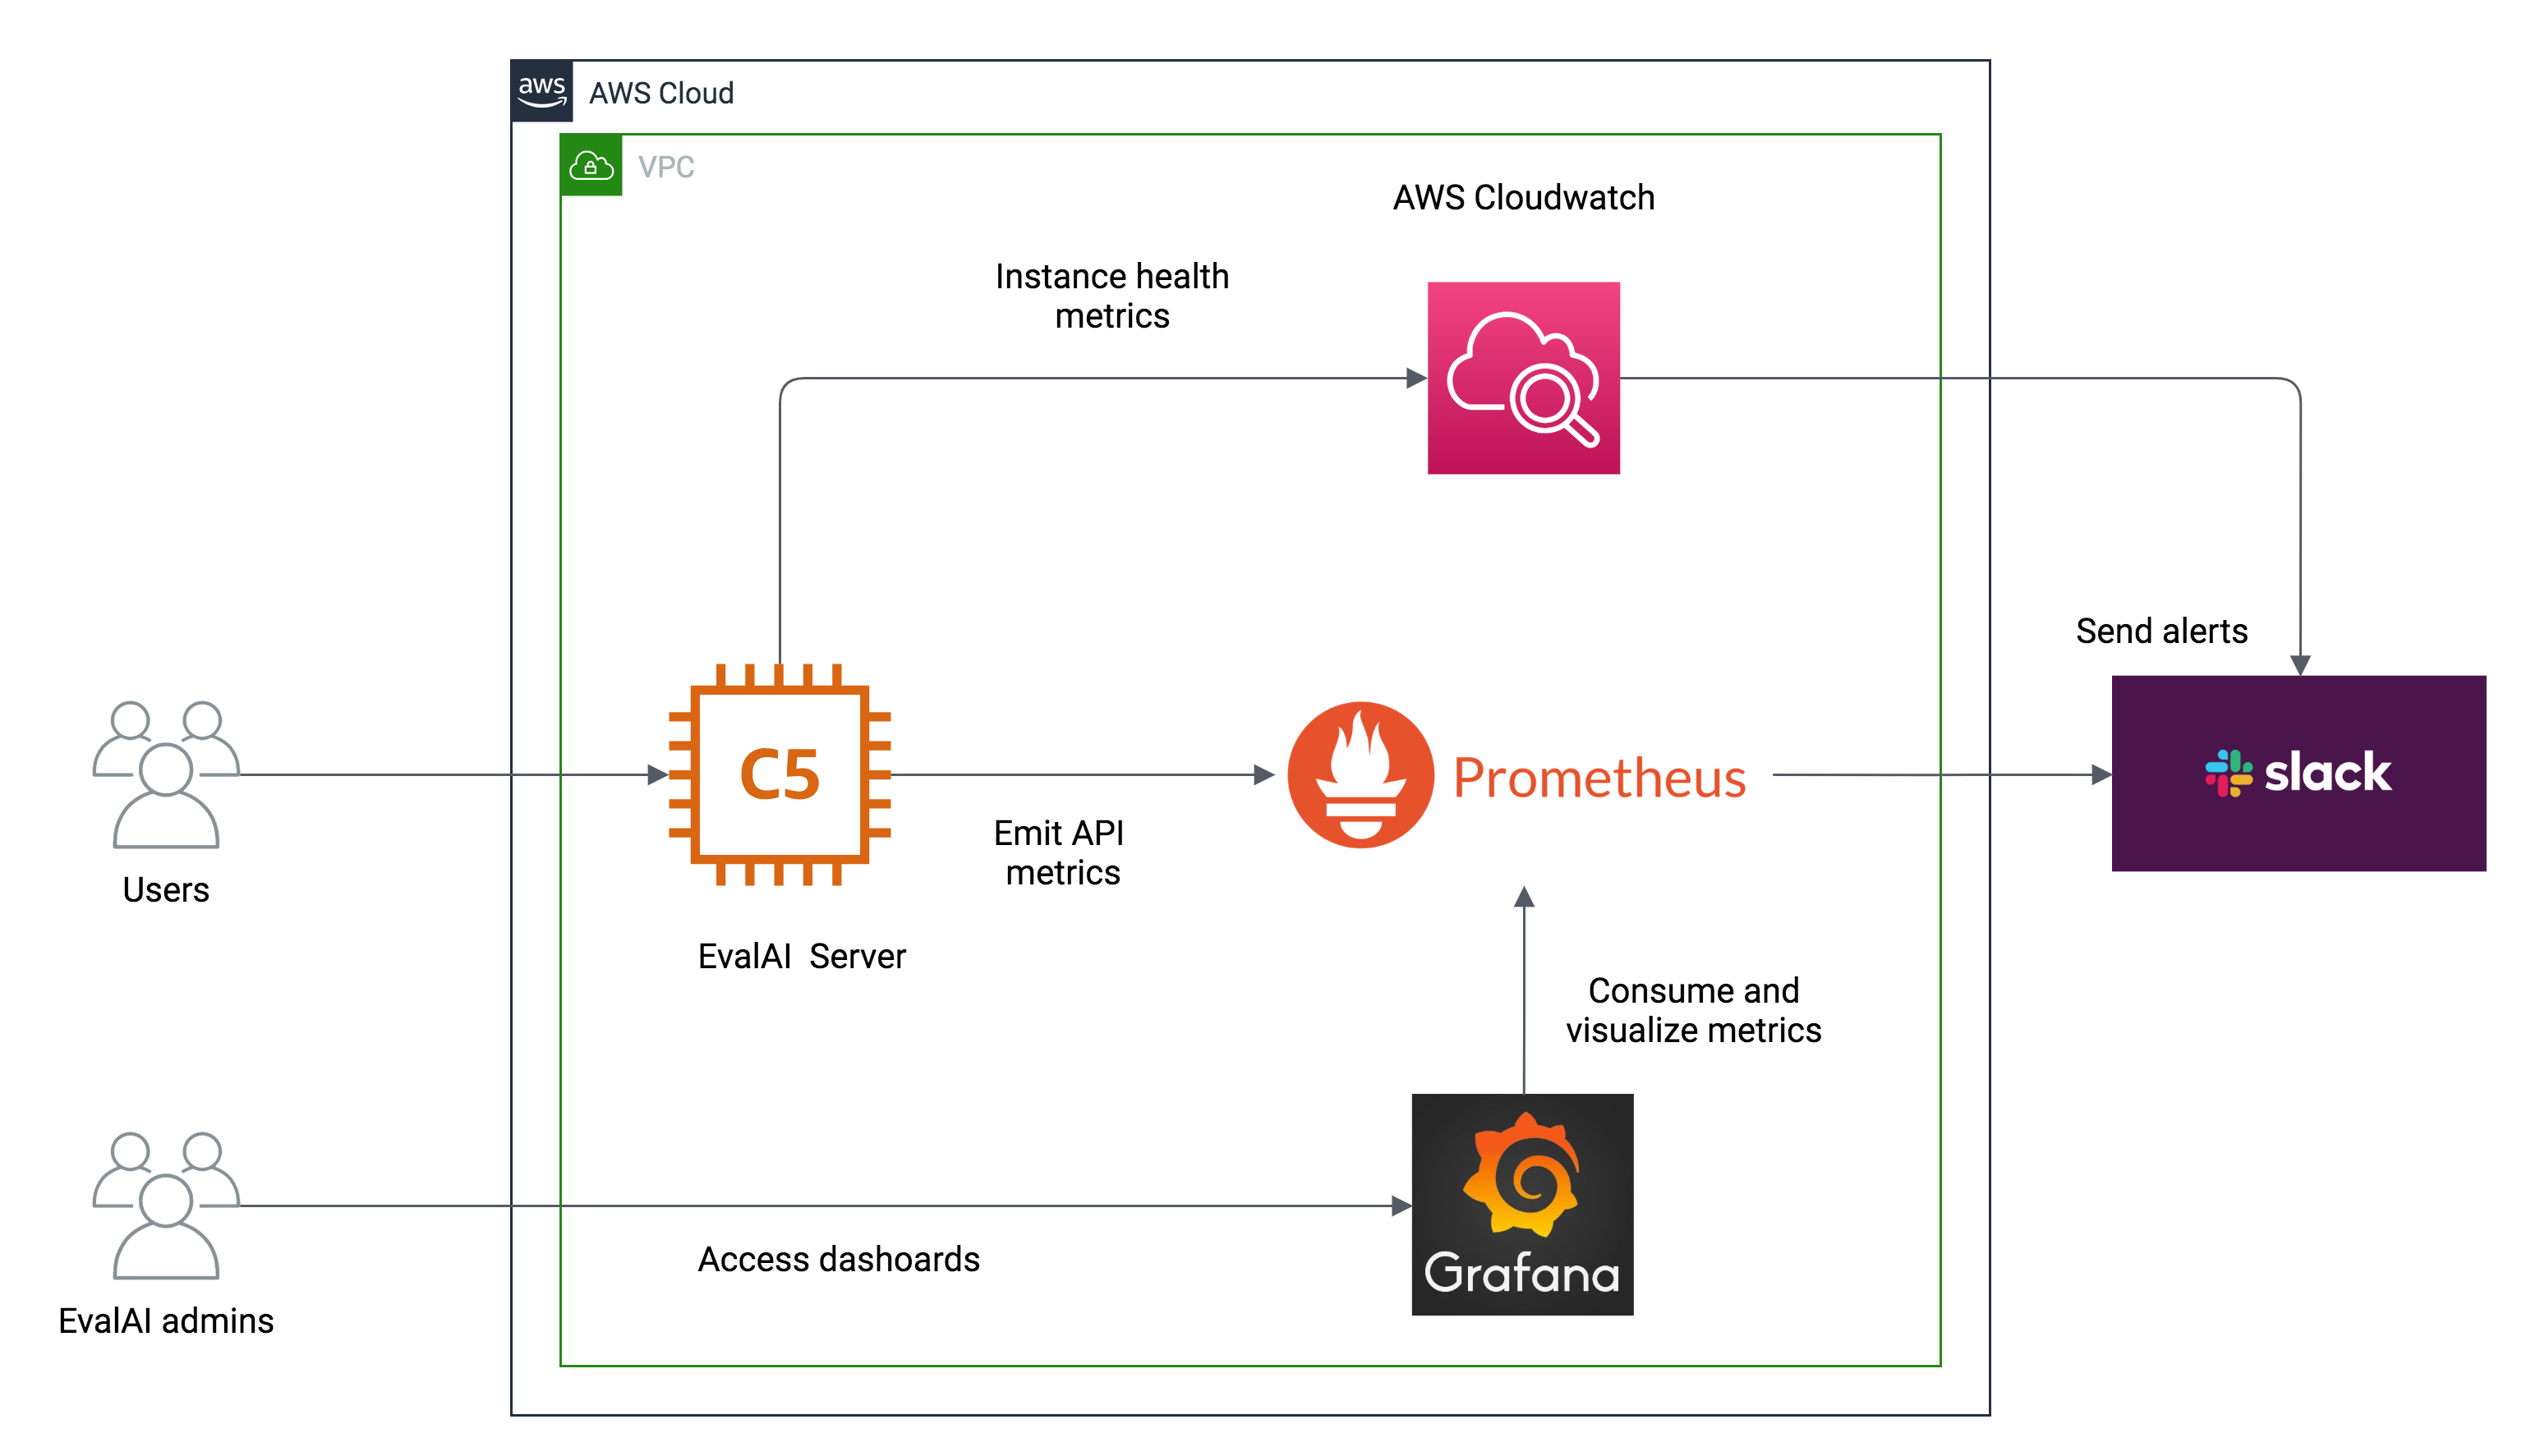 aws
AWS Cloud
VPC
AWS Cloudwatch
Instance health
metrics
Send alerts
C5
Prometheus
slack
Emit API
metrics
Users
EvalAI  Server
Consume and
visualize metrics
Access dashoards
Grafana
EvalAI admins